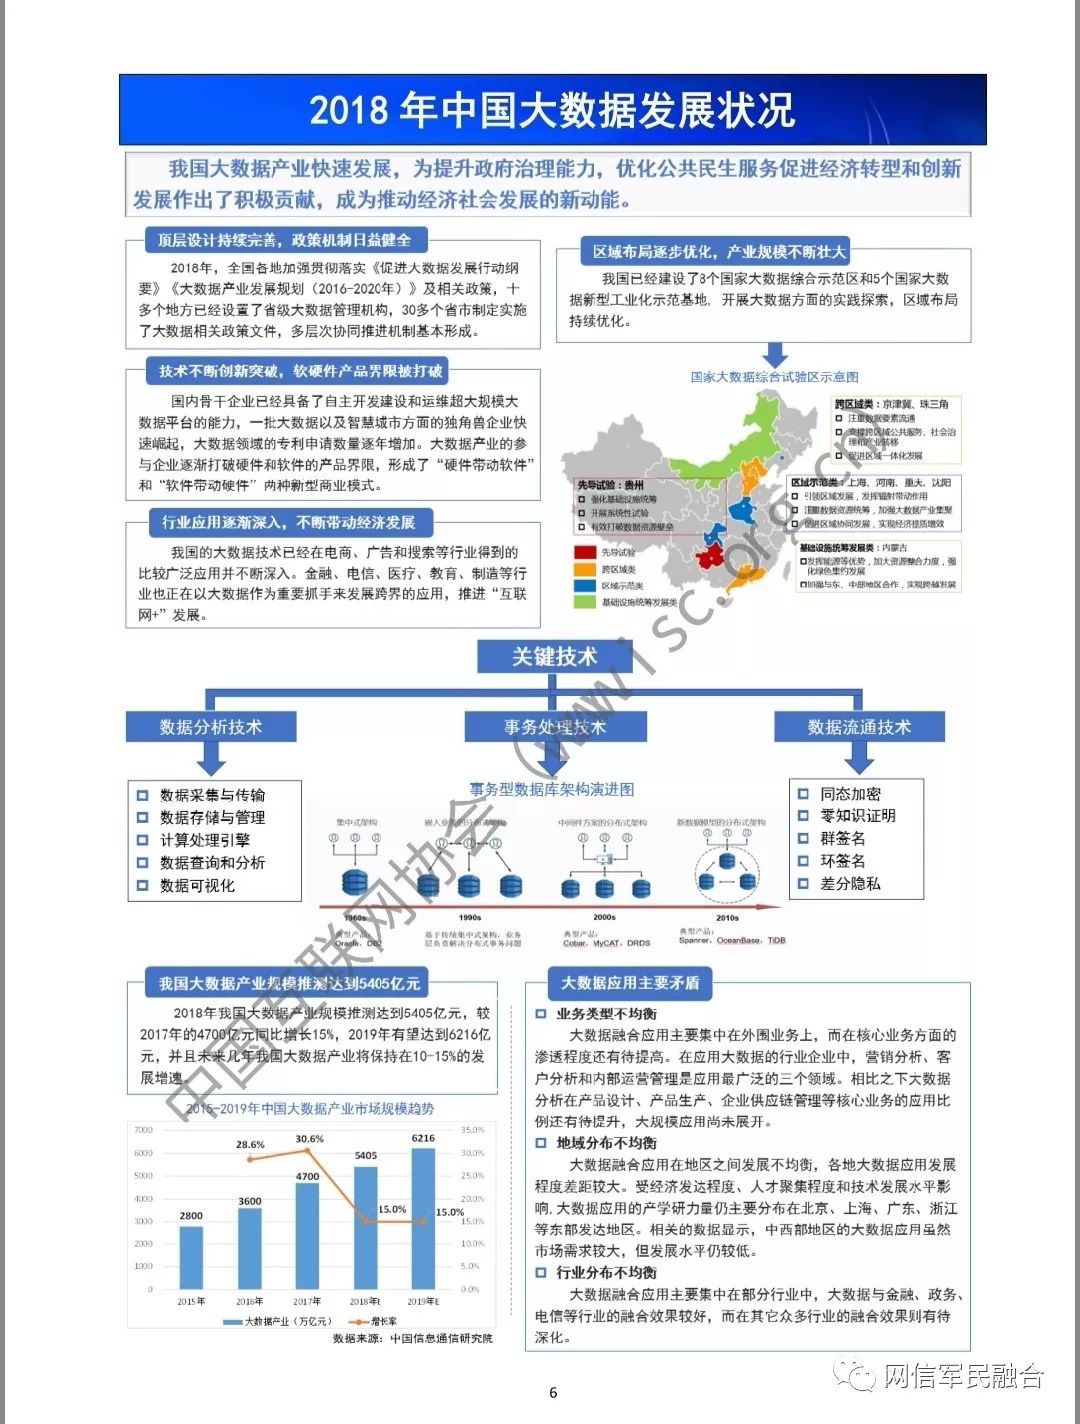 2018 年中国大数据发展状况
我国大数据产业快速发展，为提升政府治理能力，优化公共民生服务促进经济转型和创新
发展作出了积极贡献，成为推动经济社会发展的新动能。
顶层设计持续完善，政策机制日益健全
2018年，全国各地加强贯彻落实《促进大数据发展行动纲
要》《大数据产业发展规划（2016-2020年）》及相关政策，十
多个地方已经设置了省级大数据管理机构，30多个省市制定实施
了大数据相关政策文件，多层次协同推进机制基本形成。
技术不断创新突破，软硬件产品界限被打破
国内骨干企业已经具备了自主开发建设和运维超大规模大
数据平台的能力，一批大数据以及智慧城市方面的独角兽企业快
速崛起，大数据领域的专利申请数量逐年增加。大数据产业的参
与企业逐渐打破硬件和软件的产品界限，形成了“硬件带动软件”
和“软件带动硬件”两种新型商业模式。
行业应用逐渐深入，不断带动经济发展
我国的大数据技术已经在电商、广告和搜索等行业得到的
比较广泛应用并不断深入。金融、电信、医疗、教育、制造等行
业也正在以大数据作为重要抓手来发展跨界的应用，推进“互联
网+”发展。
区域布局逐步优化，产业规模不断壮大
我国已经建设了8个国家大数据综合示范区和5个国家大数
据新型工业化示范基地，开展大数据方面的实践探索，区域布局
持续优化。
国家大数据综合试验区示意图
跨区域类：京津冀、珠三角
注重数据要素流通
支撑跨区域公共服务、社会治
理和产业转移
促进区域一体化发展
先导试验：贵州
强化基础设施统筹
开展系统性试验
有效打破数据资源壁垒
区域示范类：上海、河南、重庆、沈阳
引领区域发展，发挥辐射带动作用
注重数据资源统筹，加强大数据产业集聚
促进区域协同发展，实现经济提质增效
基础设施统筹发展类：内蒙古
发挥能源等优势，加大资源整合力度，强
化绿色集约发展
加强与东、中部地区合作，实现跨越发展
先导试验
跨区域类
区域示范类
基础设施统筹发展类
关键技术
数据分析技术
事务处理技术
数据流通技术
数据采集与传输
数据存储与管理
计算处理引擎
数据查询和分析
数据可视化
事务型数据库架构演进图
集中式架构
嵌入业务的分布式架构
中间件方案的分布式架构
新数据模型的分布式架构
1960s
1990s
2000s
2010s
典型产品：
Oracle，DB2
基于传统集中式架构，业务
层负责解决分布式事务问题
典型产品：
Cobar，MyCAT，DRDS
典型产品：
Spanner，OceanBase，TiDB
同态加密
零知识证明
群签名
环签名
差分隐私
我国大数据产业规模推测达到5405亿元
2018年我国大数据产业规模推测达到5405亿元，较
2017年的4700亿元同比增长15%，2019年有望达到6216亿
元，并且未来几年我国大数据产业将保持在10-15%的发
展增速。
2015-2019年中国大数据产业市场规模趋势
7000
6000
5000
4000
3000
2000
1000
0
35.0%
30.0%
25.0%
20.0%
15.0%
10.0%
5.0%
0.0%
2800
3600
4700
5405
6216
28.6%
30.6%
15.0%
15.0%
2015年
2016年
2017年
2018年E
2019年E
大数据产业（万亿元）
增长率
数据来源：中国信息通信研究院
大数据应用主要矛盾
业务类型不均衡
大数据融合应用主要集中在外围业务上，而在核心业务方面的
渗透程度还有待提高。在应用大数据的行业企业中，营销分析、客
户分析和内部运营管理是应用最广泛的三个领域。相比之下大数据
分析在产品设计、产品生产、企业供应链管理等核心业务的应用比
例还有待提升，大规模应用尚未展开。
地域分布不均衡
大数据融合应用在地区之间发展不均衡，各地大数据应用发展
程度差距较大。受经济发达程度、人才聚集程度和技术发展水平影
响，大数据应用的产学研力量仍主要分布在北京、上海、广东、浙江
等东部发达地区。相关的数据显示，中西部地区的大数据应用虽然
市场需求较大，但发展水平仍较低。
行业分布不均衡
大数据融合应用主要集中在部分行业中，大数据与金融、政务、
电信等行业的融合效果较好，而在其它众多行业的融合效果则有待
深化。
中国互联网协会（www.isc.org.cn）
网信军民融合
6